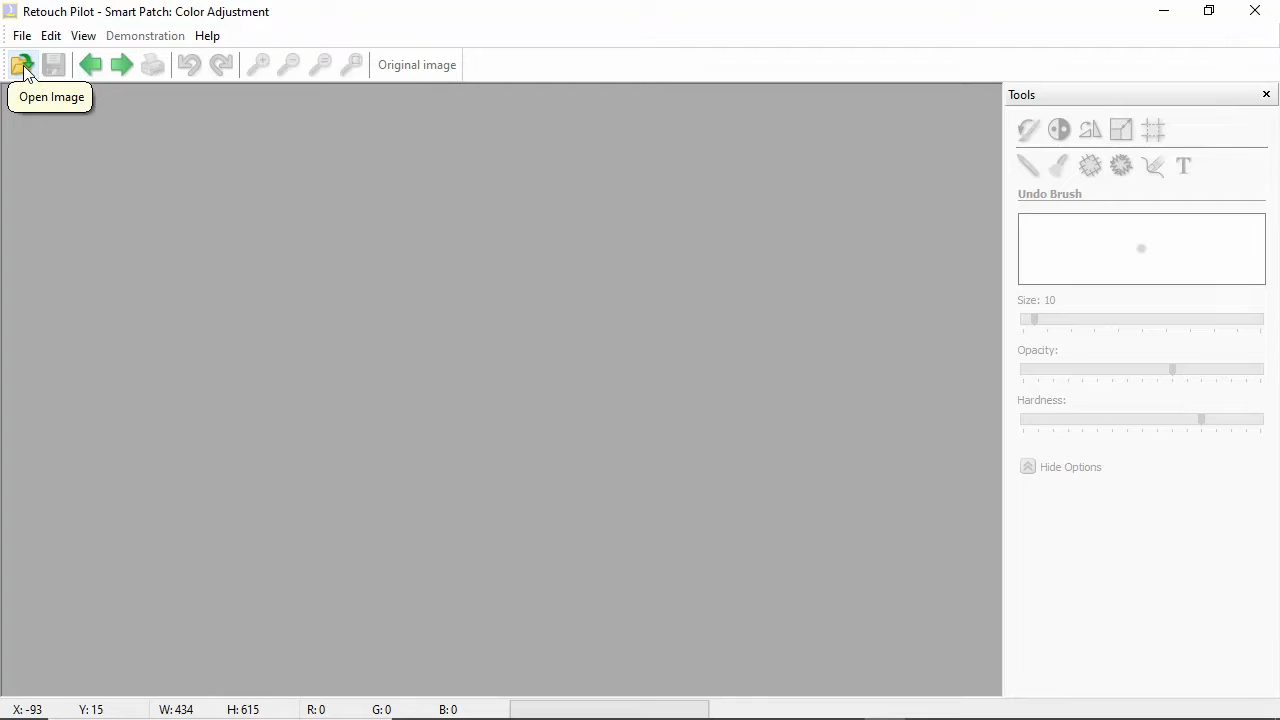 Retouch Pilot - Smart Patch: Color Adjustment
File Edit View Demonstration Help
Original image
Open Image
Tools
T
Undo Brush
Size: 10
Opacity:
Hardness:
Hide Options
X: -93 Y: 15 W: 434 H: 615 R: 0 G: 0 B: 0